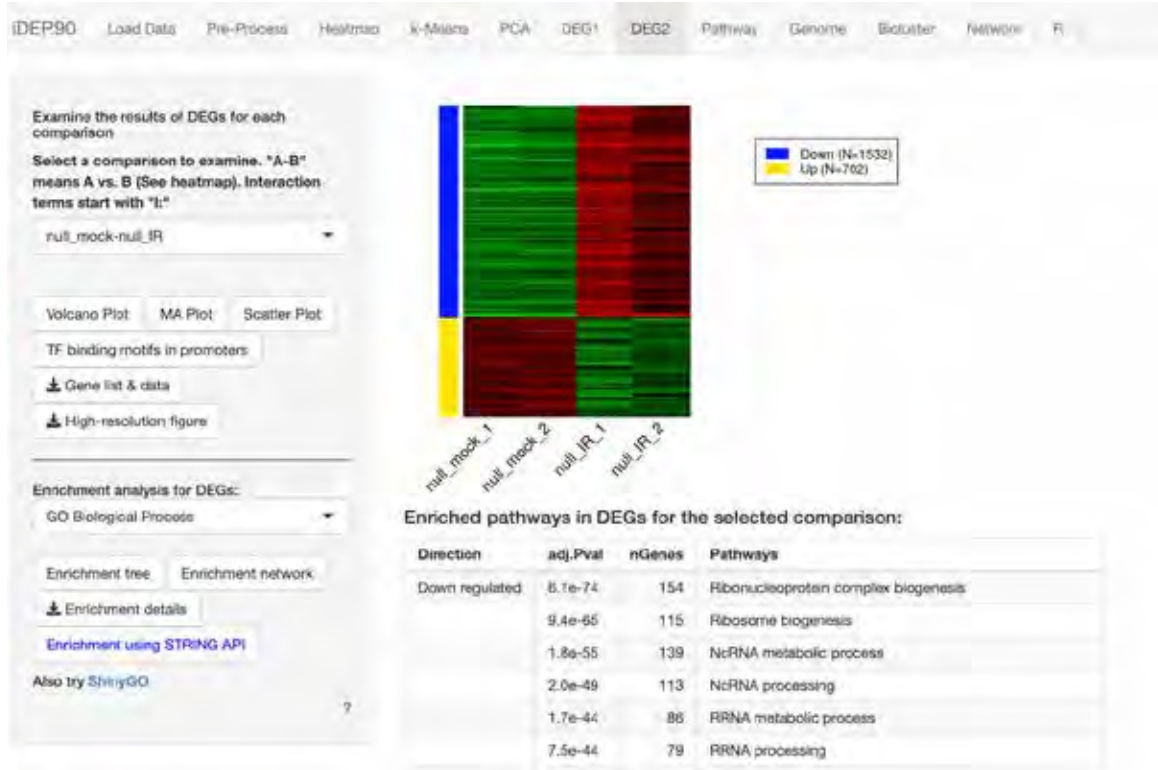 iDEP90 Load Data Pre-Process Heatmap k-Means PCA DEG1 DEG2 Pathway Genome Bicluster Network R
Examine the results of DEGs for each
comparison
Select a comparison to examine. "A-B"
means A vs. B (See heatmap). Interaction
terms start with "I:"
null_mock-null_IR
Volcano Plot MA Plot Scatter Plot
TF binding motifs in promoters
Gene list & data
High-resolution figure
Enrichment analysis for DEGs:
GO Biological Process
Enrichment tree Enrichment network
Enrichment details
Enrichment using STRING API
Also try ShinyGO
?
Down (N=1532)
Up (N=702)
null_mock_1 null_mock_2 null_IR_1 null_IR_2
Enriched pathways in DEGs for the selected comparison:
Direction adj.Pval nGenes Pathways
Down regulated 154 Ribonucleoprotein complex biogenesis
9.4e-65 115 Ribosome biogenesis
1.8e-55 139 NcRNA metabolic process
2.0e-49 113 NcRNA processing
1.7e-44 86 RRNA metabolic process
7.5e-44 79 RRNA processing